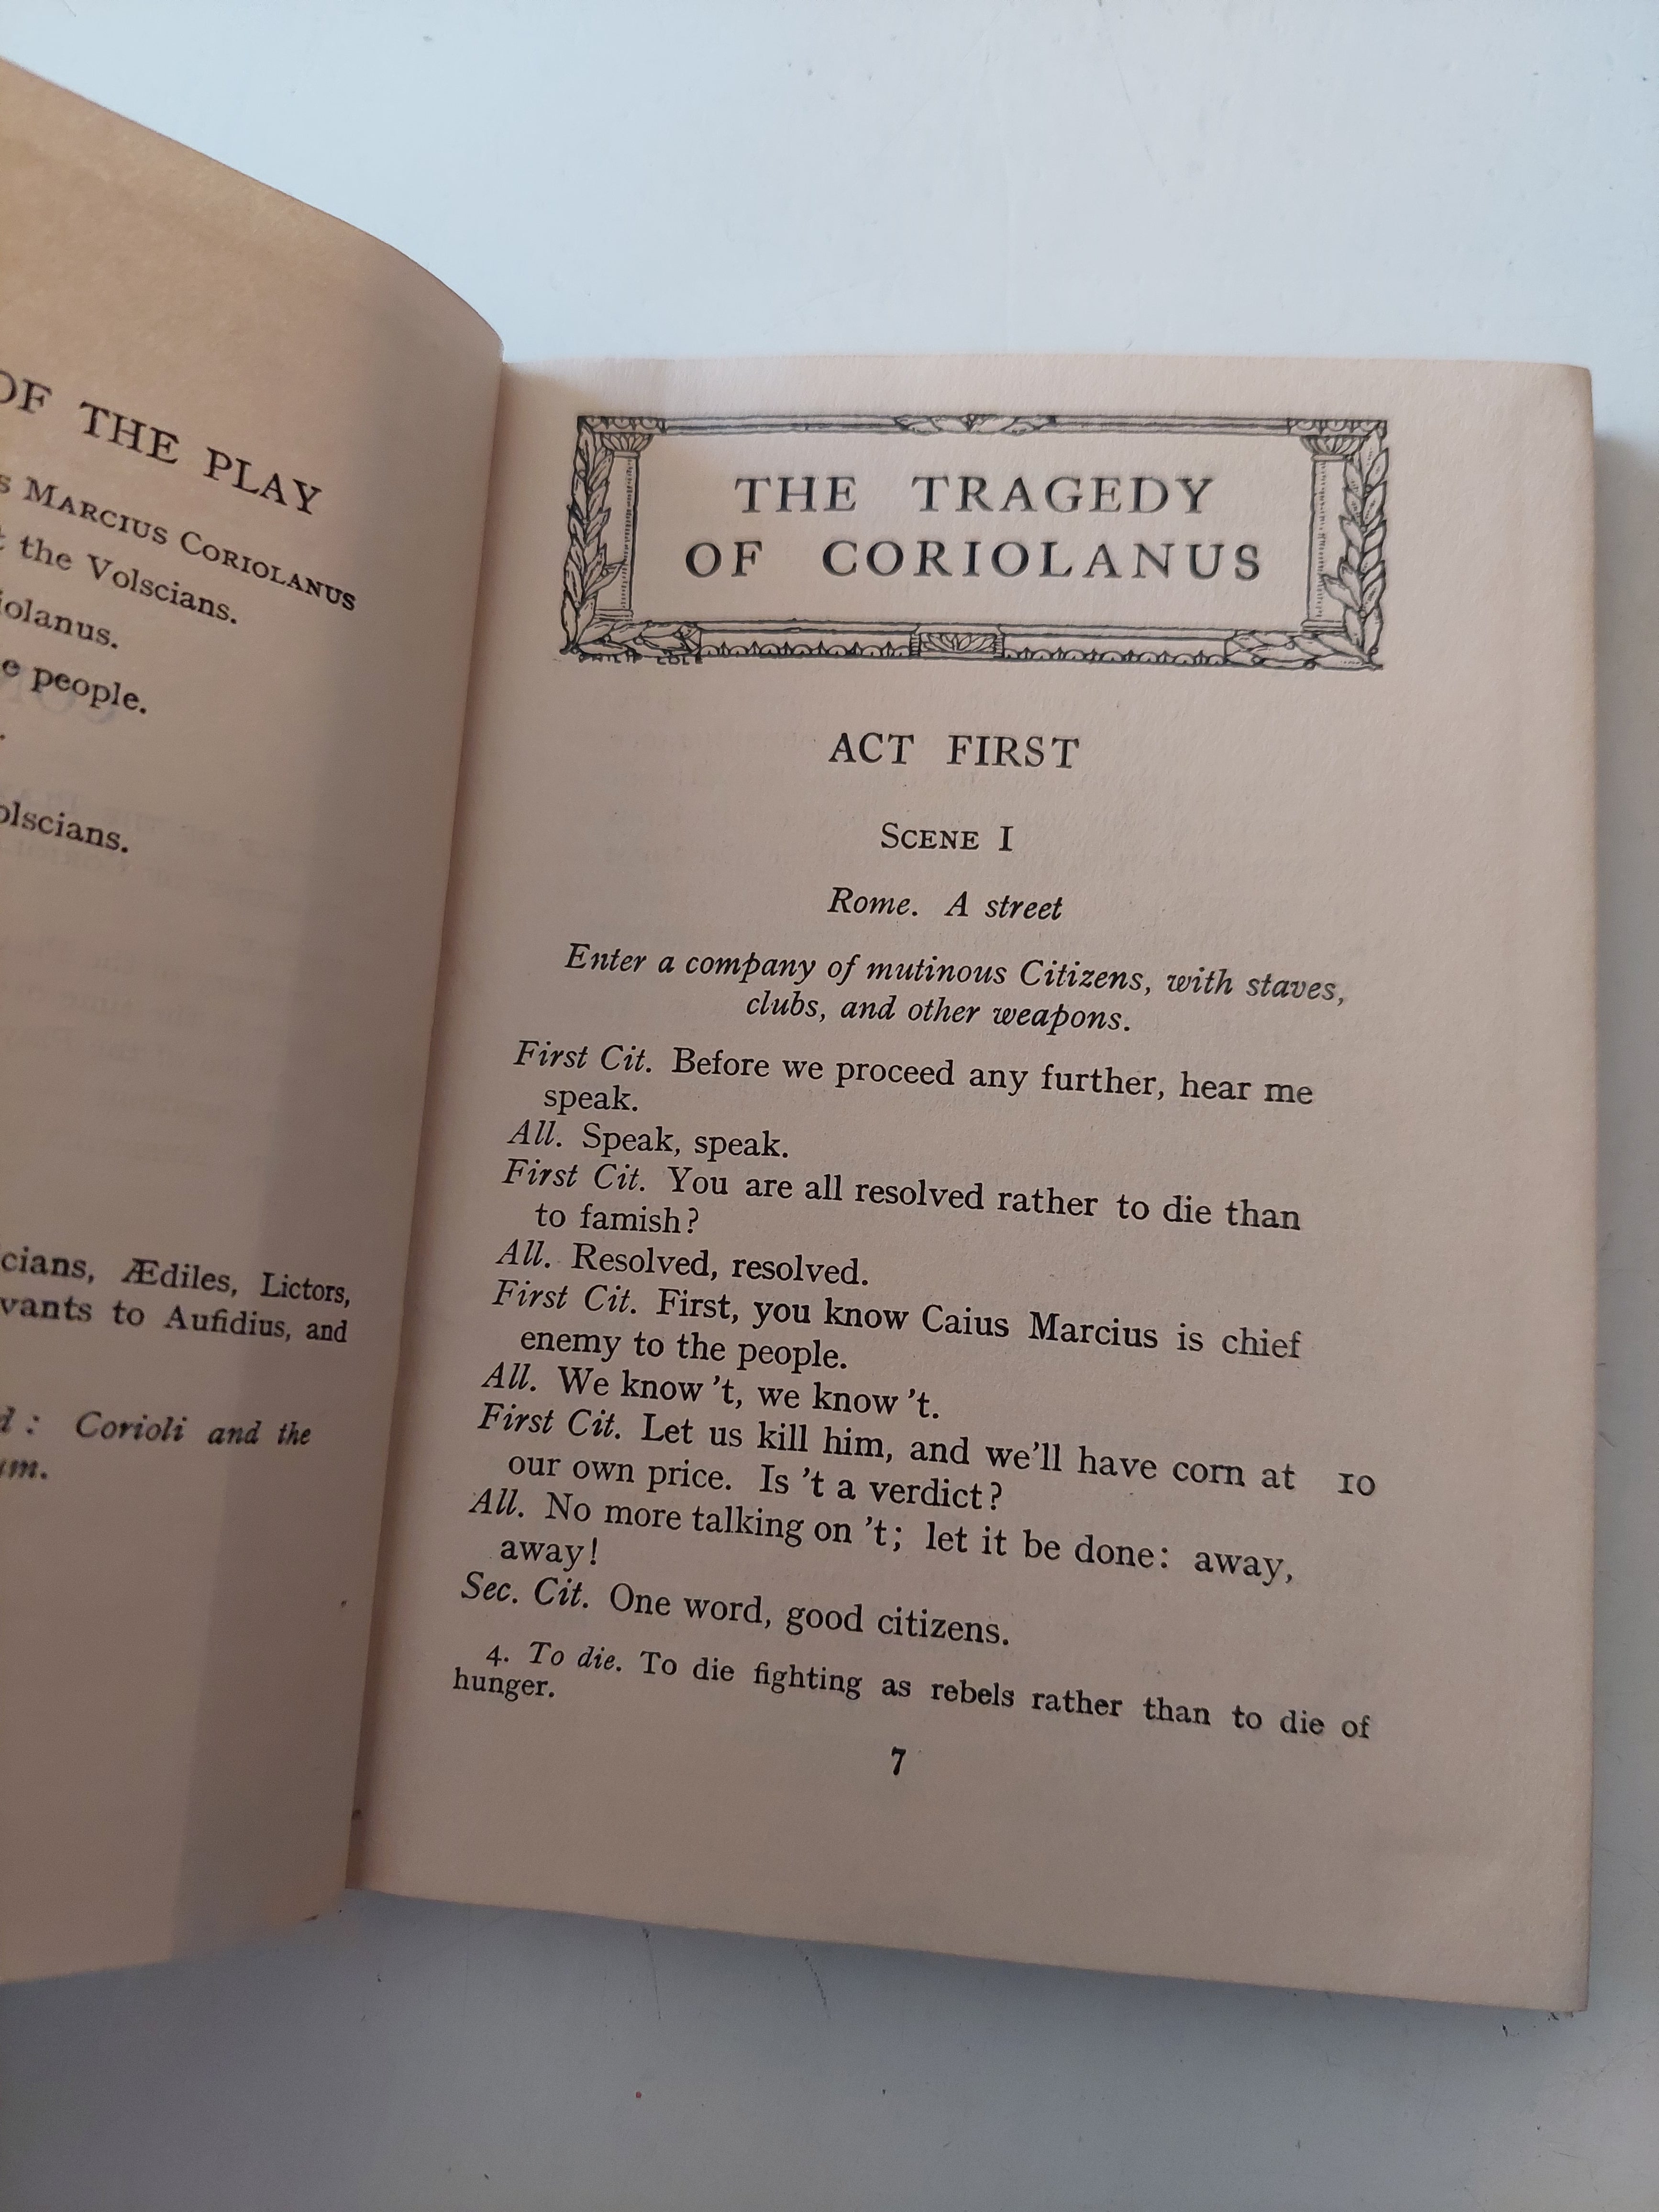 OF THE PLAY
MARCIUS CORIOLANUS
the Volscians.
people.
cians, Ædiles, Lictors,
vants to Aufidius, and
: Corioli and the
THE TRAGEDY
OF CORIOLANUS
ACT FIRST
SCENE I
Rome. A street
Enter a company of mutinous Citizens, with staves,
clubs, and other weapons.
First Cit. Before we proceed any further, hear me
speak.
All. Speak, speak.
First Cit. You are all resolved rather to die than
to famish?
All. Resolved, resolved.
First Cit. First, you know Caius Marcius is chief
enemy to the people.
All. We know 't, we know 't.
First Cit. Let us kill him, and we'll have corn at 10
our own price. Is 't a verdict?
All. No more talking on 't; let it be done: away,
away!
Sec. Cit. One word, good citizens.
4. To die. To die fighting as rebels rather than to die of
hunger.
7